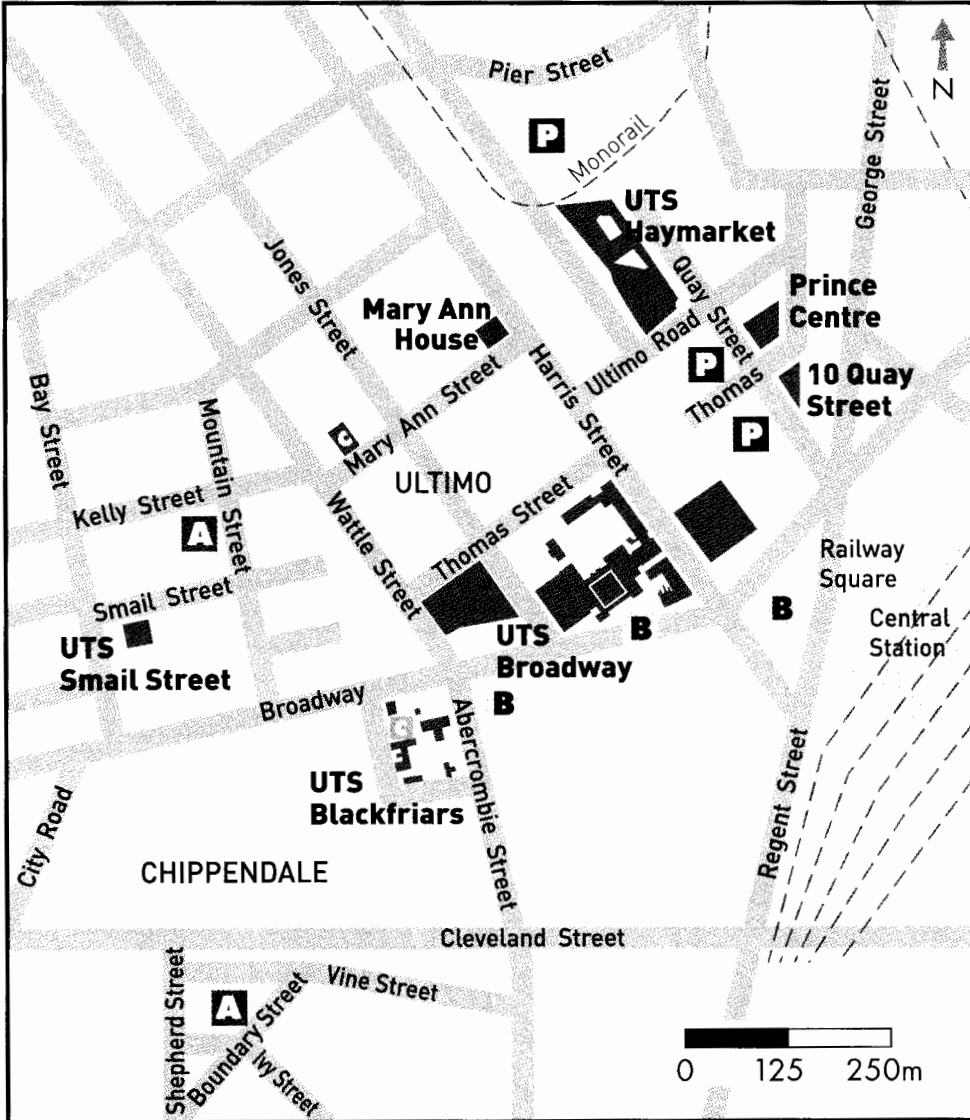 Pier Street
N
P
Monorail
George Street
UTS
Haymarket
Jones Street
Quay Street
Prince
Centre
Mary Ann
House
Harris Street
Ultimo Road
P
Thomas
10 Quay
Street
Bay Street
Mountain Street
C
Mary Ann Street
P
ULTIMO
Kelly Street
A
Wattle Street
Thomas Street
Railway
Square
Smail Street
B
B
Central
Station
UTS
Smail Street
UTS
Broadway
B
Broadway
C
Abercrombie Street
UTS
Blackfriars
Regent Street
City Road
CHIPPENDALE
Cleveland Street
Shepherd Street
Vine Street
A
Boundary Street
Ivy Street
0 125 250m